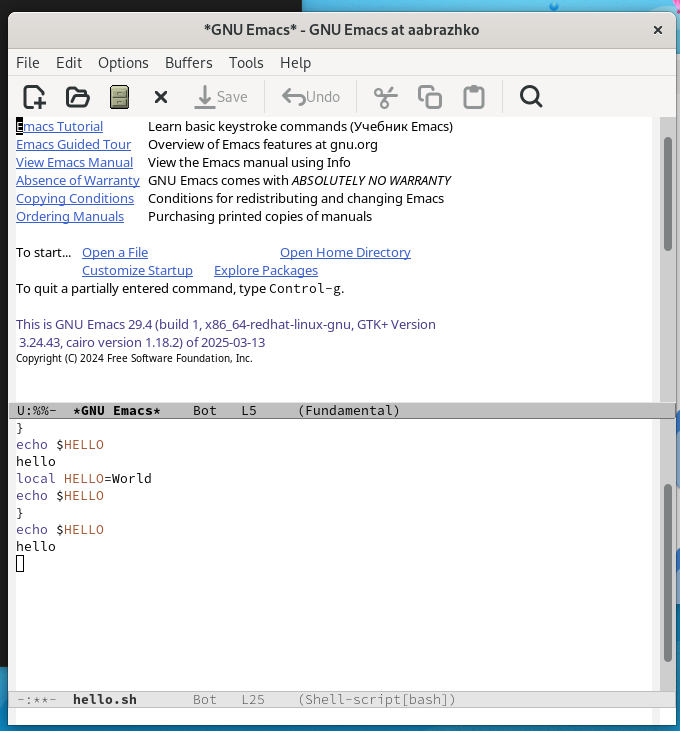 *GNU Emacs* - GNU Emacs at aabrazhko
File Edit Options Buffers Tools Help
Save Undo
Emacs Tutorial Learn basic keystroke commands (Учебник Emacs)
Emacs Guided Tour Overview of Emacs features at gnu.org
View Emacs Manual View the Emacs manual using Info
Absence of Warranty GNU Emacs comes with ABSOLUTELY NO WARRANTY
Copying Conditions Conditions for redistributing and changing Emacs
Ordering Manuals Purchasing printed copies of manuals
To start... Open a File Open Home Directory
Customize Startup Explore Packages
To quit a partially entered command, type Control-g.
This is GNU Emacs 29.4 (build 1, x86_64-redhat-linux-gnu, GTK+ Version
3.24.43, cairo version 1.18.2) of 2025-03-13
Copyright (C) 2024 Free Software Foundation, Inc.
U:%%- *GNU Emacs* Bot L5 (Fundamental)
}
echo $HELLO
hello
local HELLO=World
echo $HELLO
}
echo $HELLO
hello
-:**- hello.sh Bot L25 (Shell-script[bash])